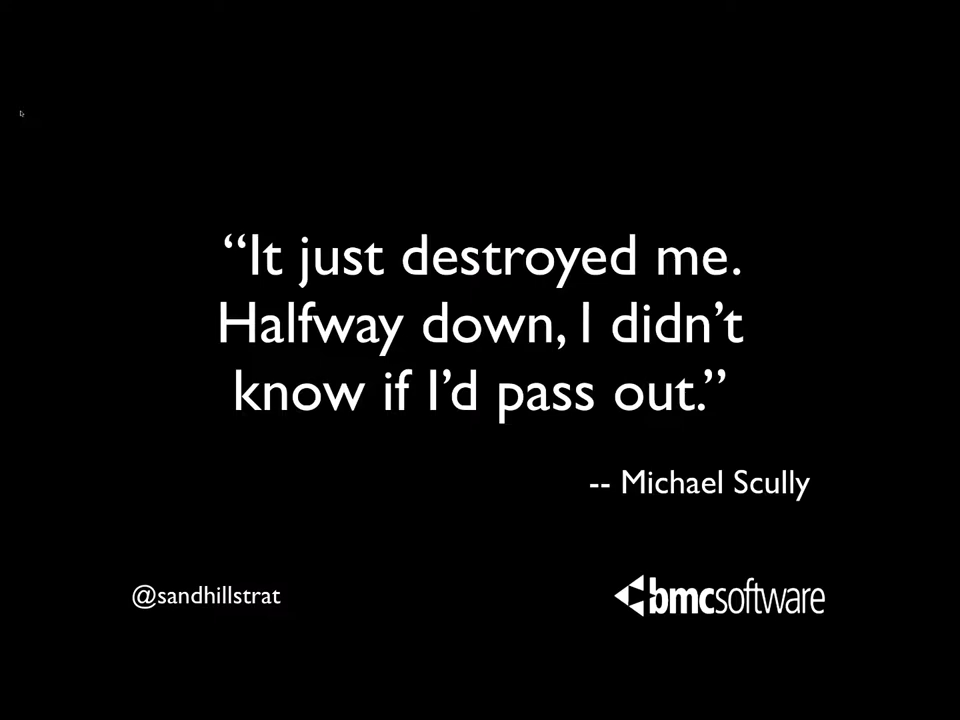 “It just destroyed me.
Halfway down, I didn’t
know if I’d pass out.”
-- Michael Scully
@sandhillstrat
bmcsoftware